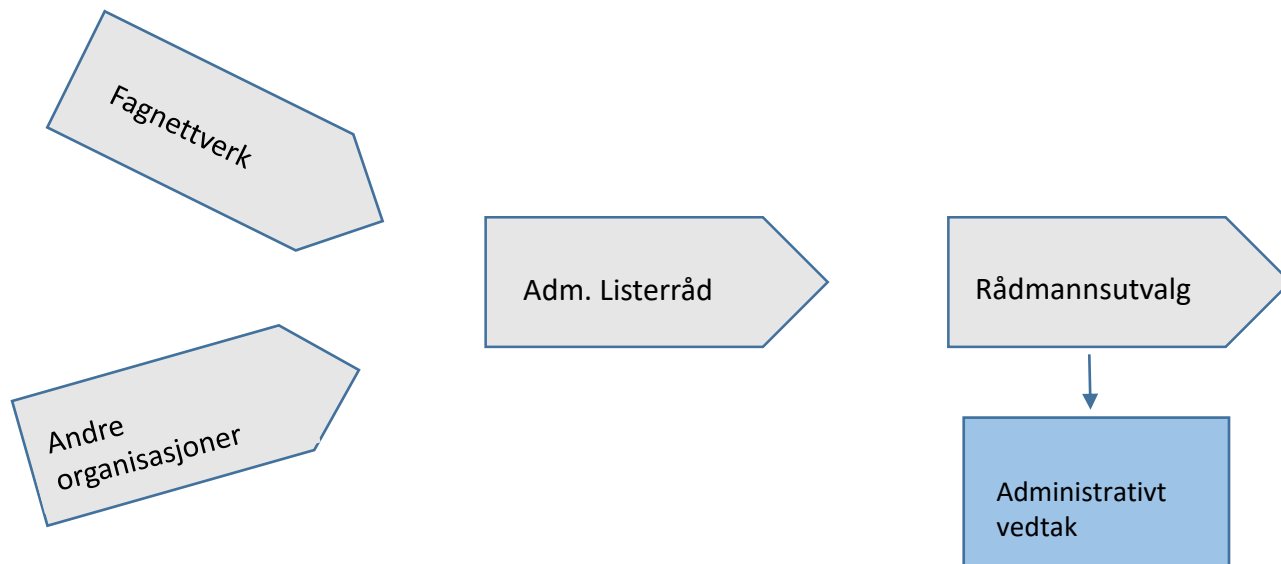 Fagnettverk
Adm. Listerråd
Rådmannsutvalg
Andre
organisasjoner
Administrativt
vedtak